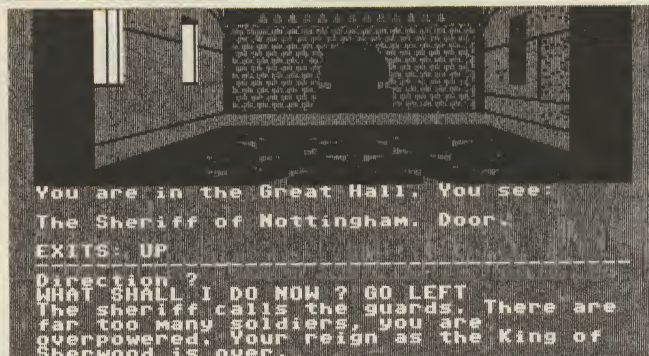 You are in the Great Hall. You see:
The Sheriff of Nottingham. Door.
EXITS: UP
Direction ?
WHAT SHALL I DO NOW ? GO LEFT
The sheriff calls the guards. There are
far too many soldiers, you are
overpowered. Your reign as the King of
Sherwood is over.